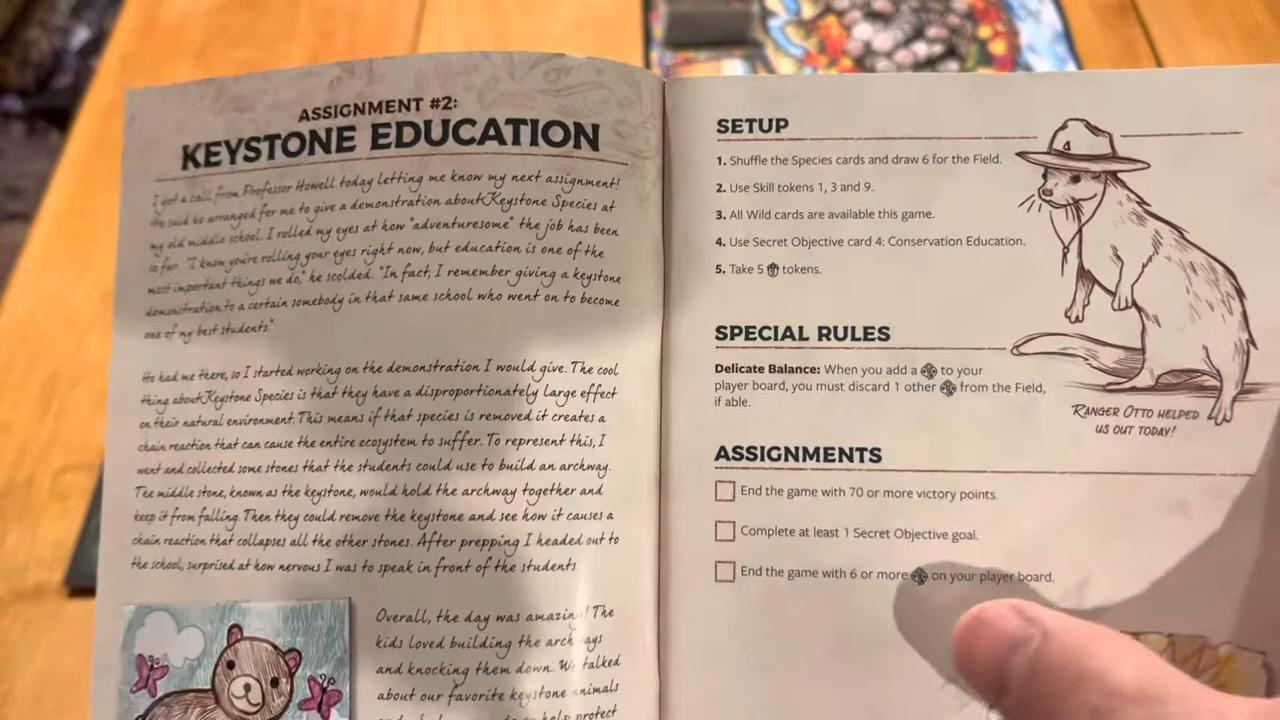 ASSIGNMENT #2:
KEYSTONE EDUCATION
I got a call from Professor Howell today letting me know my next assignment!
He said he arranged for me to give a demonstration about Keystone Species at
my old middle school. I rolled my eyes at how "adventuresome" the job has been
so far. "I know you're rolling your eyes right now, but education is one of the
most important things we do," he scolded. "In fact, I remember giving a keystone
demonstration to a certain somebody in that same school who went on to become
one of my best students."
He had me there, so I started working on the demonstration I would give. The cool
thing about Keystone Species is that they have a disproportionately large effect
on their natural environment. This means if that species is removed it creates a
chain reaction that can cause the entire ecosystem to suffer. To represent this, I
went and collected some stones that the students could use to build an archway.
The middle stone, known as the keystone, would hold the archway together and
keep it from falling. Then they could remove the keystone and see how it causes a
chain reaction that collapses all the other stones. After prepping I headed out to
the school, surprised at how nervous I was to speak in front of the students
Overall, the day was amazing! The
kids loved building the archways
and knocking them down. We talked
about our favorite keystone animals
help protect
SETUP
1. Shuffle the Species cards and draw 6 for the Field.
2. Use Skill tokens 1, 3 and 9.
3. All Wild cards are available this game.
4. Use Secret Objective card 4: Conservation Education.
5. Take 5 tokens.
SPECIAL RULES
Delicate Balance: When you add a to your
player board, you must discard 1 other from the Field,
if able.
RANGER OTTO HELPED
US OUT TODAY!
ASSIGNMENTS
End the game with 70 or more victory points.
Complete at least 1 Secret Objective goal.
End the game with 6 or more on your player board.